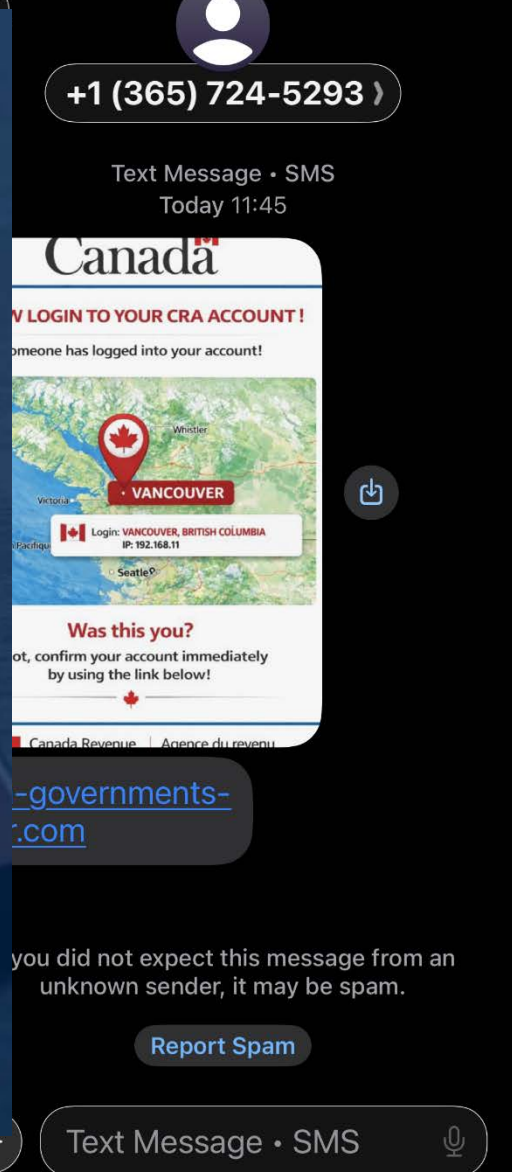 +1 (365) 724-5293
Text Message • SMS
Today 11:45
Canada
LOGIN TO YOUR CRA ACCOUNT !
omeone has logged into your account!
Whistler
VANCOUVER
Victoria
Login: VANCOUVER, BRITISH COLUMBIA
Pacifiqu
IP: 192.168.11
Seatle
Was this you?
ot, confirm your account immediately
by using the link below!
Canada Revenue Agence du revenu
-governments-
.com
you did not expect this message from an
unknown sender, it may be spam.
Report Spam
Text Message • SMS